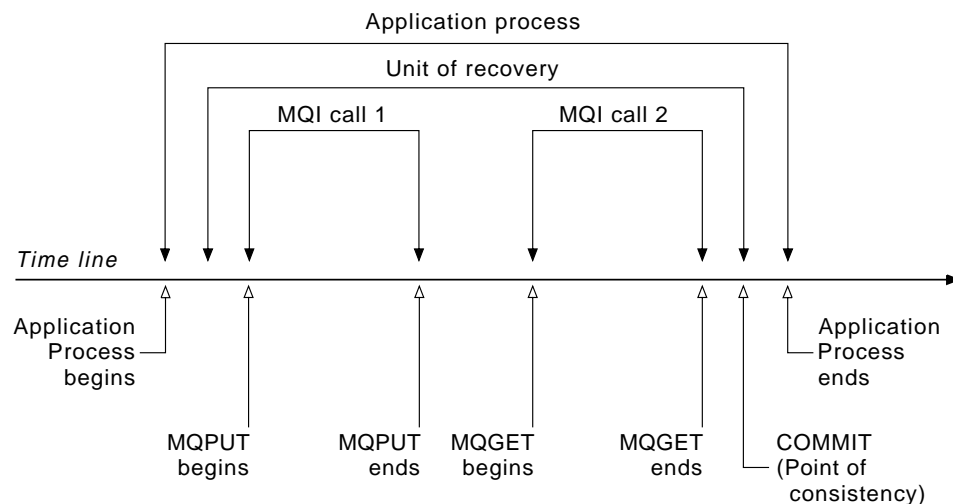 Application process
Unit of recovery
MQI call 1
MQI call 2
Time line
Application
Process
begins
Application
Process
ends
MQPUT
begins
MQPUT
ends
MQGET
begins
MQGET
ends
COMMIT
(Point of
consistency)